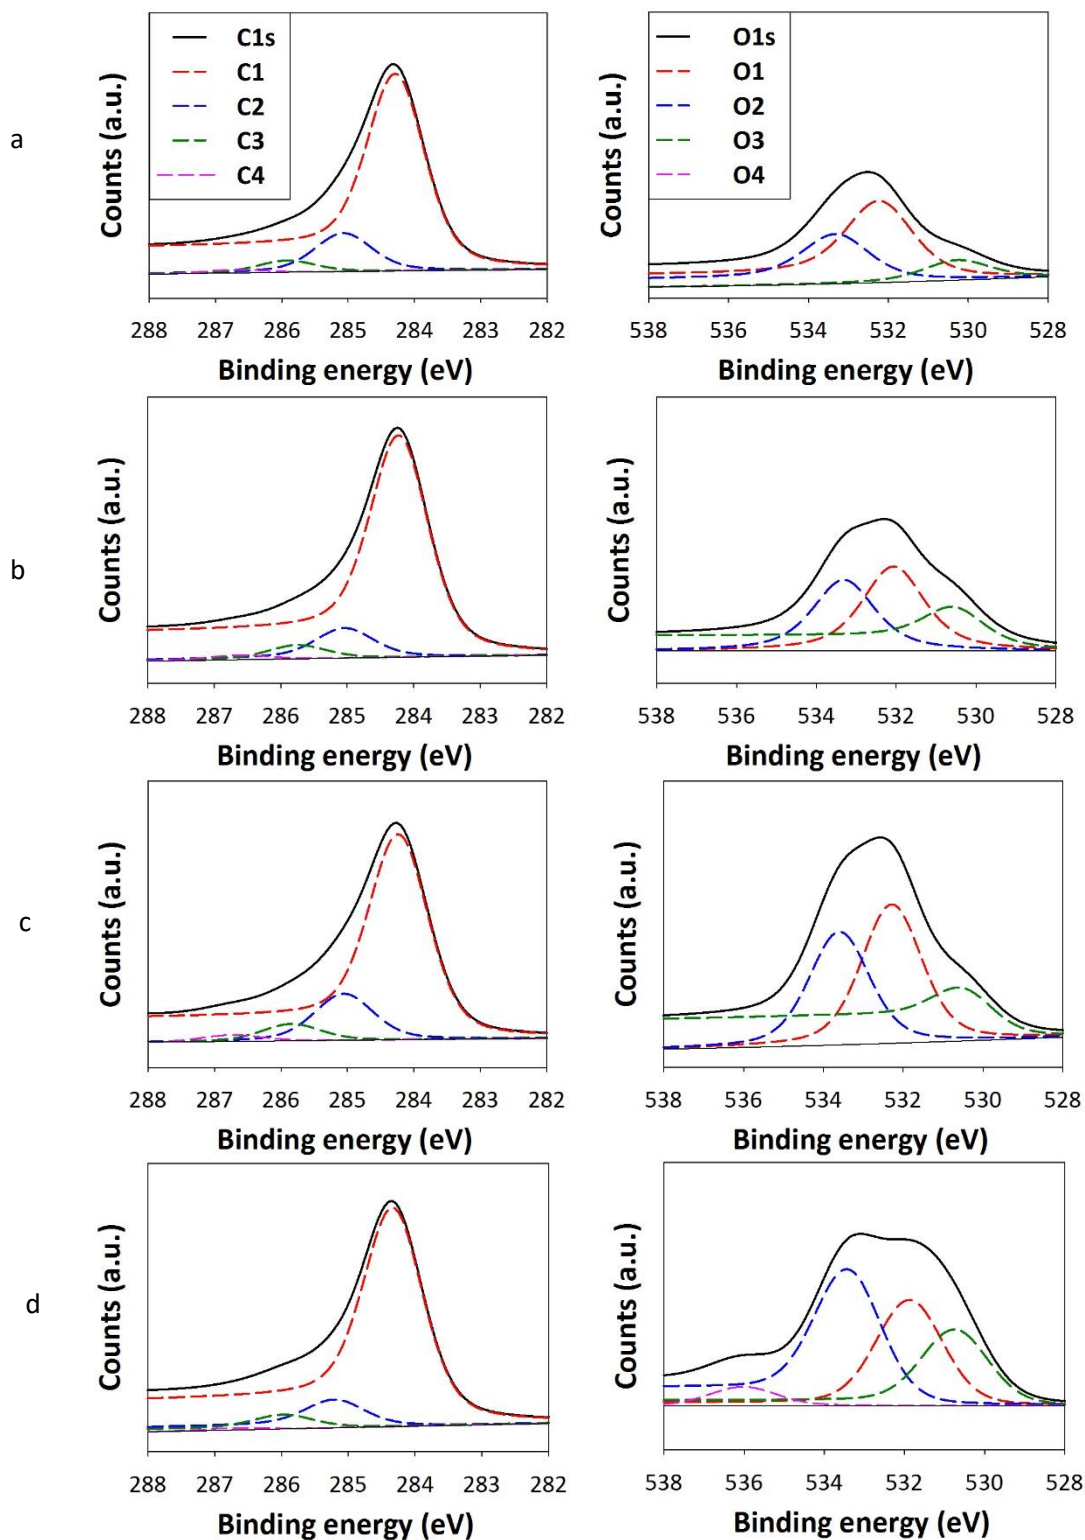 a
Counts (a.u.)
C1s
C1
C2
C3
C4
288 287 286 285 284 283 282
Binding energy (eV)
Counts (a.u.)
O1s
O1
O2
O3
O4
538 536 534 532 530 528
Binding energy (eV)
b
Counts (a.u.)
288 287 286 285 284 283 282
Binding energy (eV)
Counts (a.u.)
538 536 534 532 530 528
Binding energy (eV)
c
Counts (a.u.)
288 287 286 285 284 283 282
Binding energy (eV)
Counts (a.u.)
538 536 534 532 530 528
Binding energy (eV)
d
Counts (a.u.)
288 287 286 285 284 283 282
Binding energy (eV)
Counts (a.u.)
538 536 534 532 530 528
Binding energy (eV)